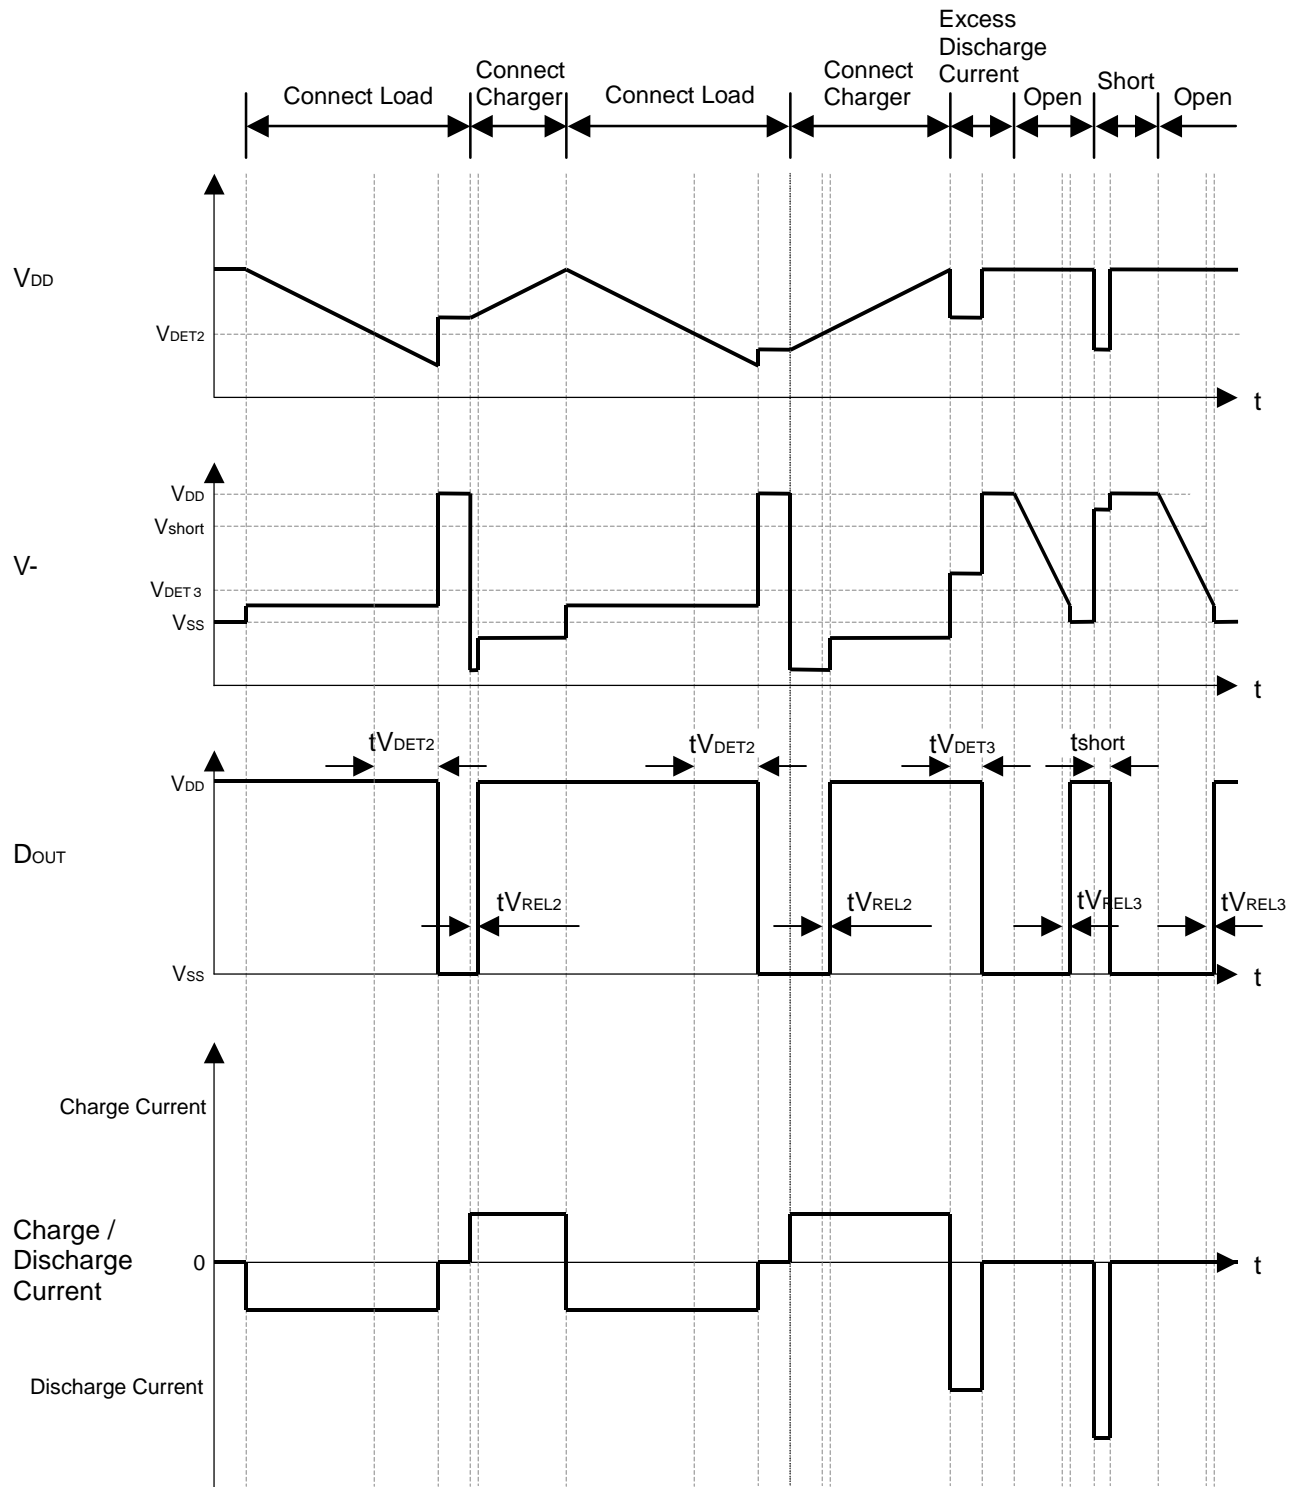 Excess
Discharge
Current
Connect
Charger
Connect
Charger
Connect Load
Connect Load
Open
Short
Open
VDD
VDET2
t
VDD
Vshort
V-
VDET3
VSS
t
tVDET2
tVDET2
tVDET3
tshort
VDD
DOUT
tVREL2
tVREL2
tVREL3
tVREL3
VSS
t
Charge Current
Charge /
Discharge
Current
0
t
Discharge Current